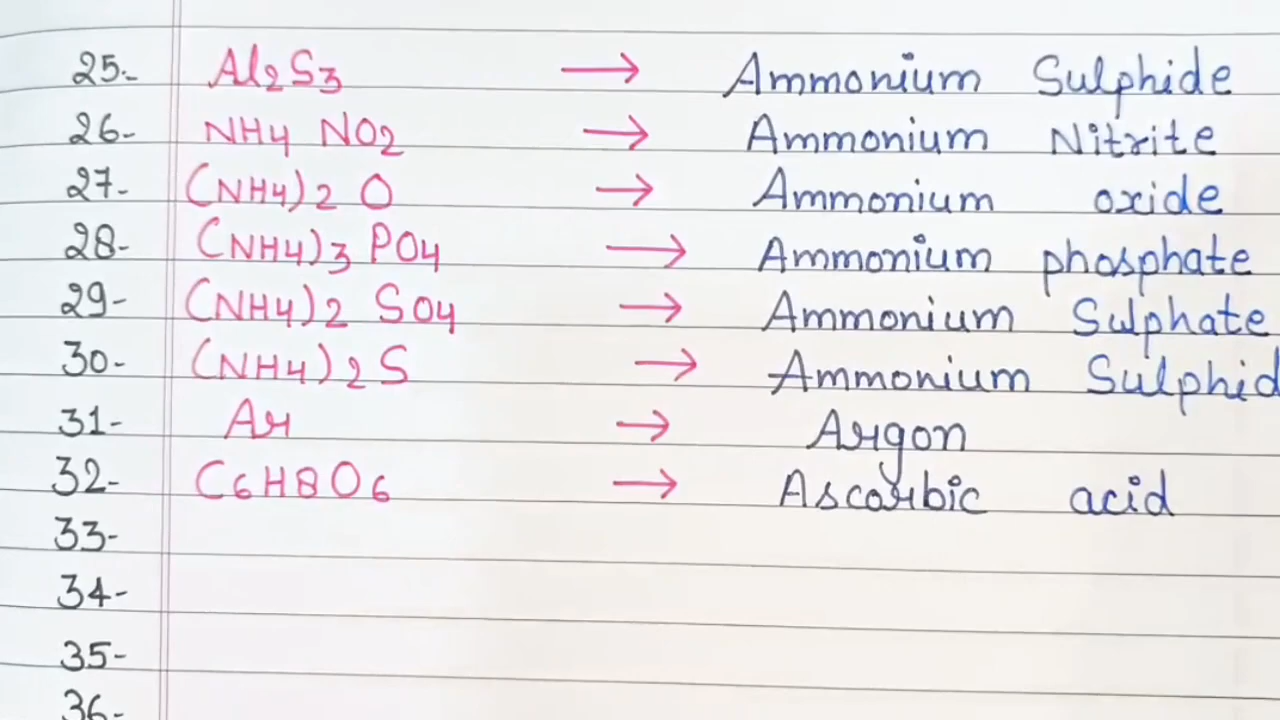 25.- Al2S3 → Ammonium Sulphide
26- NH4 NO2 → Ammonium Nitrite
27- (NH4)2 O → Ammonium oxide
28- (NH4)3 PO4 → Ammonium phosphate
29- (NH4)2 SO4 → Ammonium Sulphate
30- (NH4)2 S → Ammonium Sulphid
31- Ar → Argon
32- C6H8O6 → Ascorbic acid
33-
34-
35-
36-